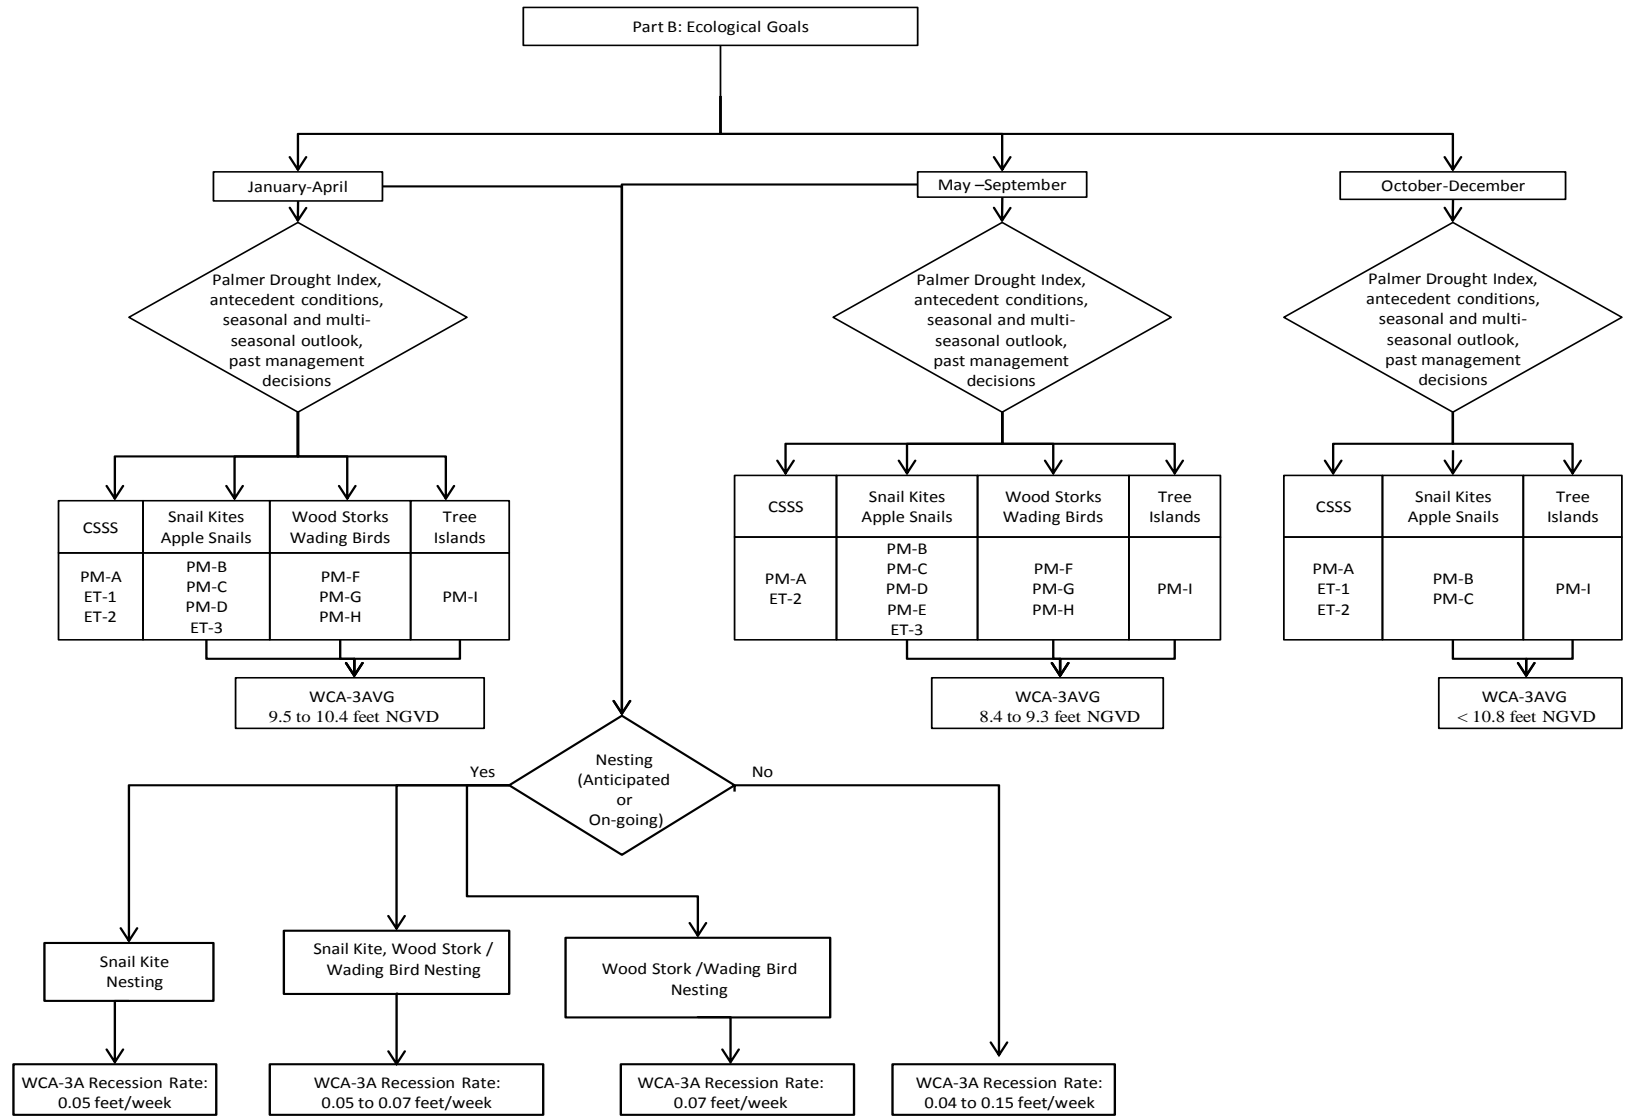 Part B: Ecological Goals
January-April
May –September
October-December
Palmer Drought Index,
antecedent conditions,
seasonal and multi-
seasonal outlook,
past management
decisions
Palmer Drought Index,
antecedent conditions,
seasonal and multi-
seasonal outlook,
past management
decisions
Palmer Drought Index,
antecedent conditions,
seasonal and multi-
seasonal outlook,
past management
decisions
CSSS
Snail Kites
Apple Snails
Wood Storks
Wading Birds
Tree
Islands
PM-A
ET-1
ET-2
PM-B
PM-C
PM-D
ET-3
PM-F
PM-G
PM-H
PM-I
WCA-3AVG
9.5 to 10.4 feet NGVD
CSSS
Snail Kites
Apple Snails
Wood Storks
Wading Birds
Tree
Islands
PM-A
ET-2
PM-B
PM-C
PM-D
PM-E
ET-3
PM-F
PM-G
PM-H
PM-I
WCA-3AVG
8.4 to 9.3 feet NGVD
CSSS
Snail Kites
Apple Snails
Tree
Islands
PM-A
ET-1
ET-2
PM-B
PM-C
PM-I
WCA-3AVG
< 10.8 feet NGVD
Yes
Nesting
(Anticipated
or
On-going)
No
Snail Kite
Nesting
Snail Kite, Wood Stork /
Wading Bird Nesting
Wood Stork /Wading Bird
Nesting
WCA-3A Recession Rate:
0.05 feet/week
WCA-3A Recession Rate:
0.05 to 0.07 feet/week
WCA-3A Recession Rate:
0.07 feet/week
WCA-3A Recession Rate:
0.04 to 0.15 feet/week